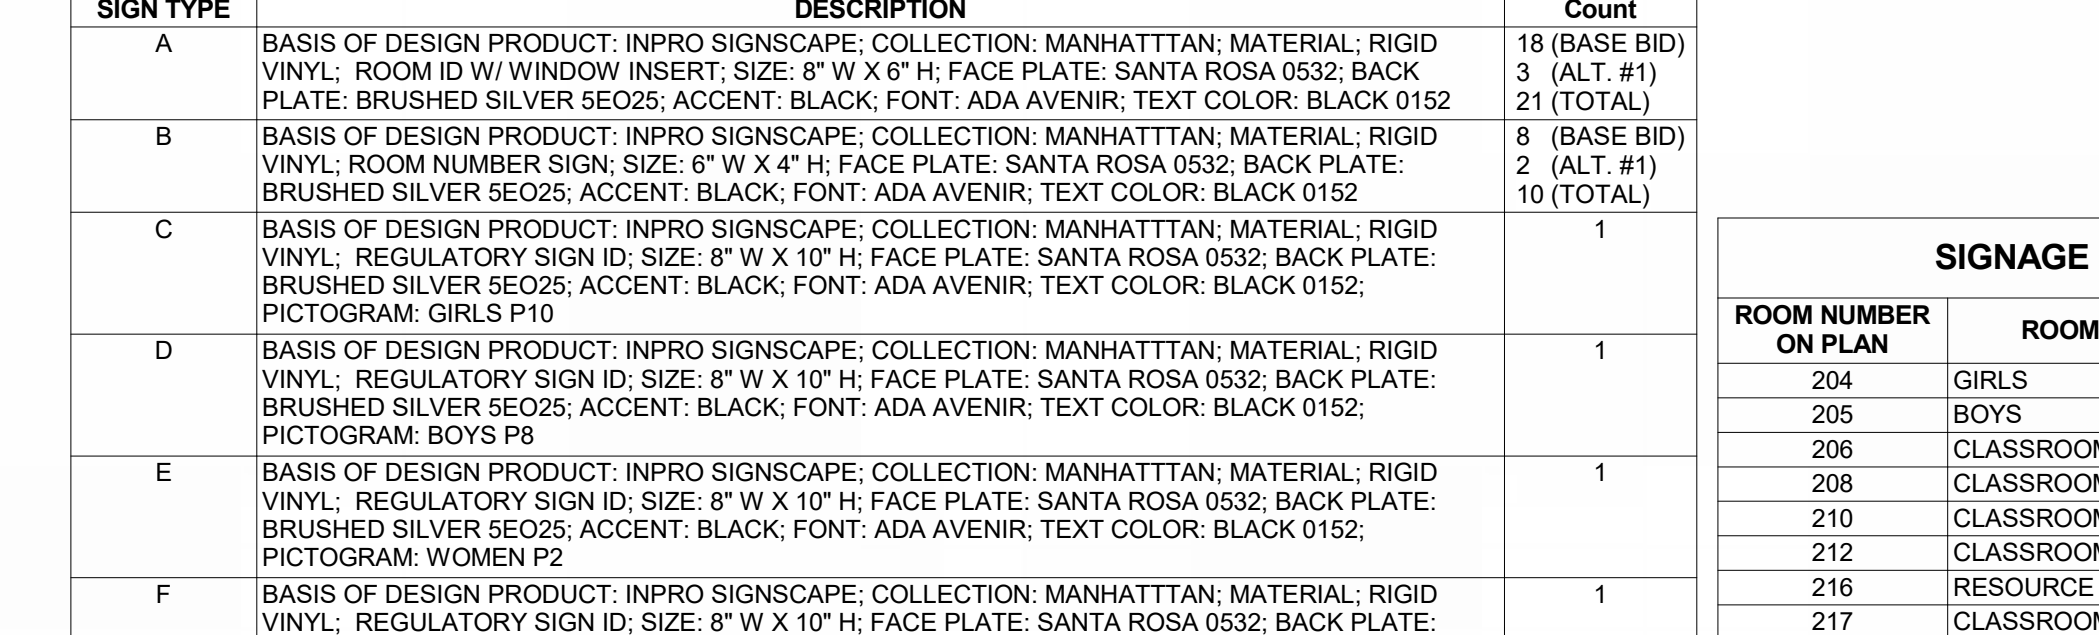 SIGN TYPE DESCRIPTION Count
A BASIS OF DESIGN PRODUCT: INPRO SIGNSCAPE; COLLECTION: MANHATTTAN; MATERIAL; RIGID 18 (BASE BID)
VINYL; ROOM ID W/ WINDOW INSERT; SIZE: 8" W X 6" H; FACE PLATE: SANTA ROSA 0532; BACK 3 (ALT. #1)
PLATE: BRUSHED SILVER 5EO25; ACCENT: BLACK; FONT: ADA AVENIR; TEXT COLOR: BLACK 0152 21 (TOTAL)
B BASIS OF DESIGN PRODUCT: INPRO SIGNSCAPE; COLLECTION: MANHATTTAN; MATERIAL; RIGID 8 (BASE BID)
VINYL; ROOM NUMBER SIGN; SIZE: 6" W X 4" H; FACE PLATE: SANTA ROSA 0532; BACK PLATE: 2 (ALT. #1)
BRUSHED SILVER 5EO25; ACCENT: BLACK; FONT: ADA AVENIR; TEXT COLOR: BLACK 0152 10 (TOTAL)
C BASIS OF DESIGN PRODUCT: INPRO SIGNSCAPE; COLLECTION: MANHATTTAN; MATERIAL; RIGID 1
VINYL; REGULATORY SIGN ID; SIZE: 8" W X 10" H; FACE PLATE: SANTA ROSA 0532; BACK PLATE:
BRUSHED SILVER 5EO25; ACCENT: BLACK; FONT: ADA AVENIR; TEXT COLOR: BLACK 0152;
PICTOGRAM: GIRLS P10
D BASIS OF DESIGN PRODUCT: INPRO SIGNSCAPE; COLLECTION: MANHATTTAN; MATERIAL; RIGID 1
VINYL; REGULATORY SIGN ID; SIZE: 8" W X 10" H; FACE PLATE: SANTA ROSA 0532; BACK PLATE:
BRUSHED SILVER 5EO25; ACCENT: BLACK; FONT: ADA AVENIR; TEXT COLOR: BLACK 0152;
PICTOGRAM: BOYS P8
E BASIS OF DESIGN PRODUCT: INPRO SIGNSCAPE; COLLECTION: MANHATTTAN; MATERIAL; RIGID 1
VINYL; REGULATORY SIGN ID; SIZE: 8" W X 10" H; FACE PLATE: SANTA ROSA 0532; BACK PLATE:
BRUSHED SILVER 5EO25; ACCENT: BLACK; FONT: ADA AVENIR; TEXT COLOR: BLACK 0152;
PICTOGRAM: WOMEN P2
F BASIS OF DESIGN PRODUCT: INPRO SIGNSCAPE; COLLECTION: MANHATTTAN; MATERIAL; RIGID 1
VINYL; REGULATORY SIGN ID; SIZE: 8" W X 10" H; FACE PLATE: SANTA ROSA 0532; BACK PLATE:
SIGNAGE
ROOM NUMBER
ON PLAN ROOM
204 GIRLS
205 BOYS
206
208
210
212
216 RESOURCE
217